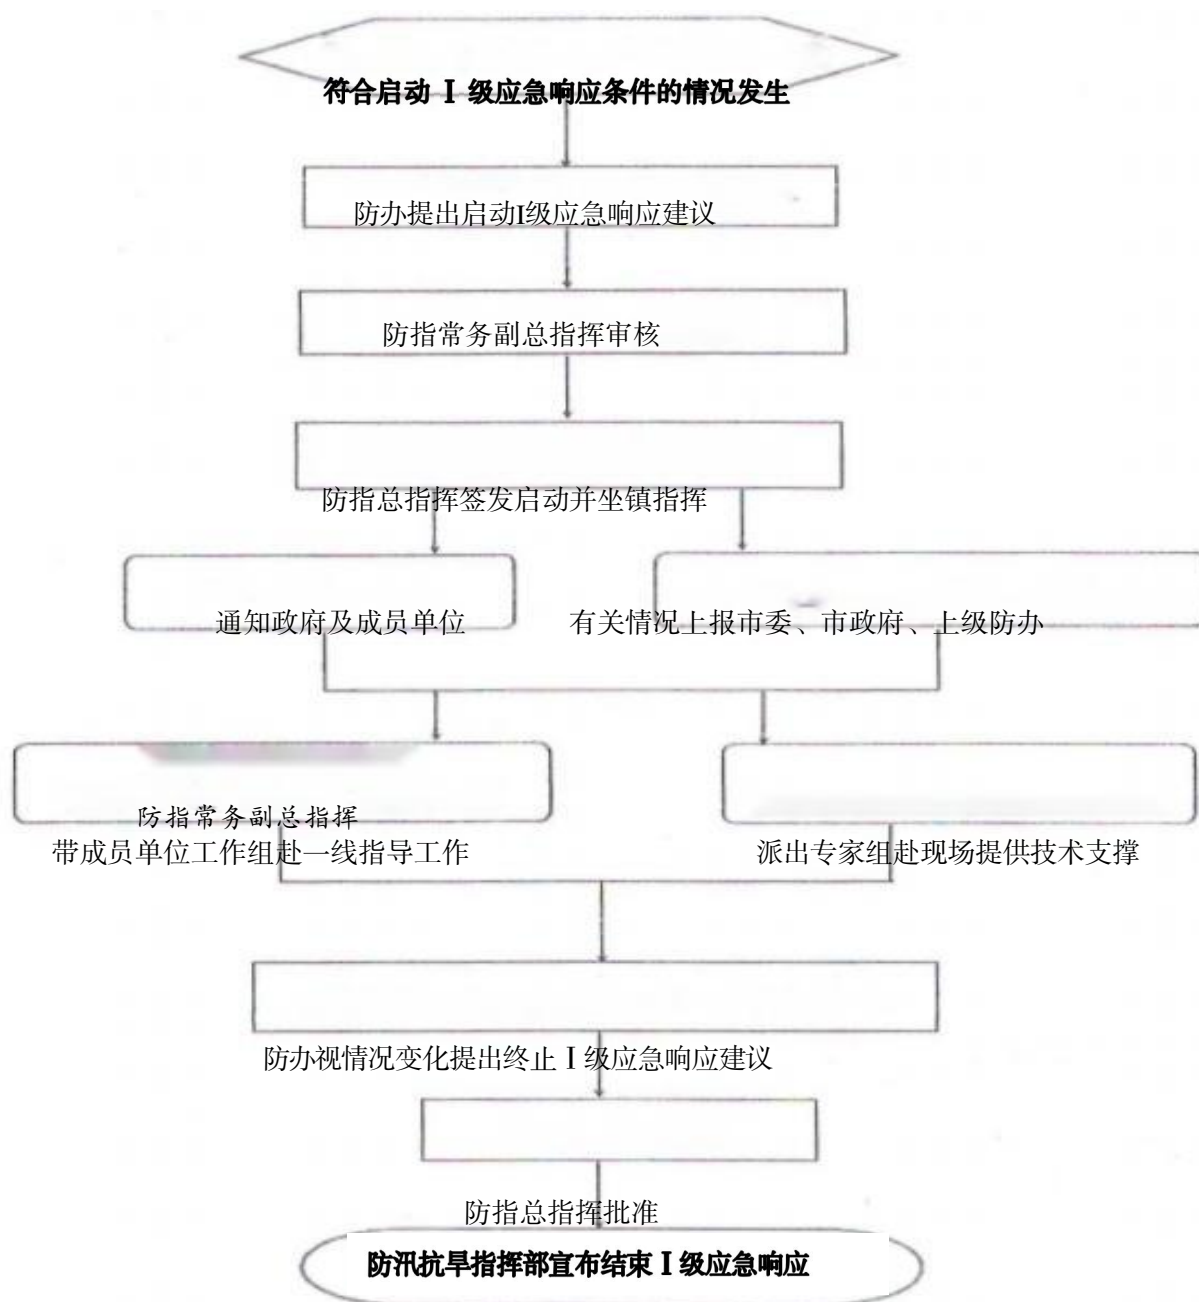 符合启动 Ⅰ 级应急响应条件的情况发生
防办提出启动I级应急响应建议
防指常务副总指挥审核
防指总指挥签发启动并坐镇指挥
通知政府及成员单位
有关情况上报市委、市政府、上级防办
防指常务副总指挥
带成员单位工作组赴一线指导工作
派出专家组赴现场提供技术支撑
防办视情况变化提出终止Ⅰ级应急响应建议
防指总指挥批准
防汛抗旱指挥部宣布结束Ⅰ级应急响应